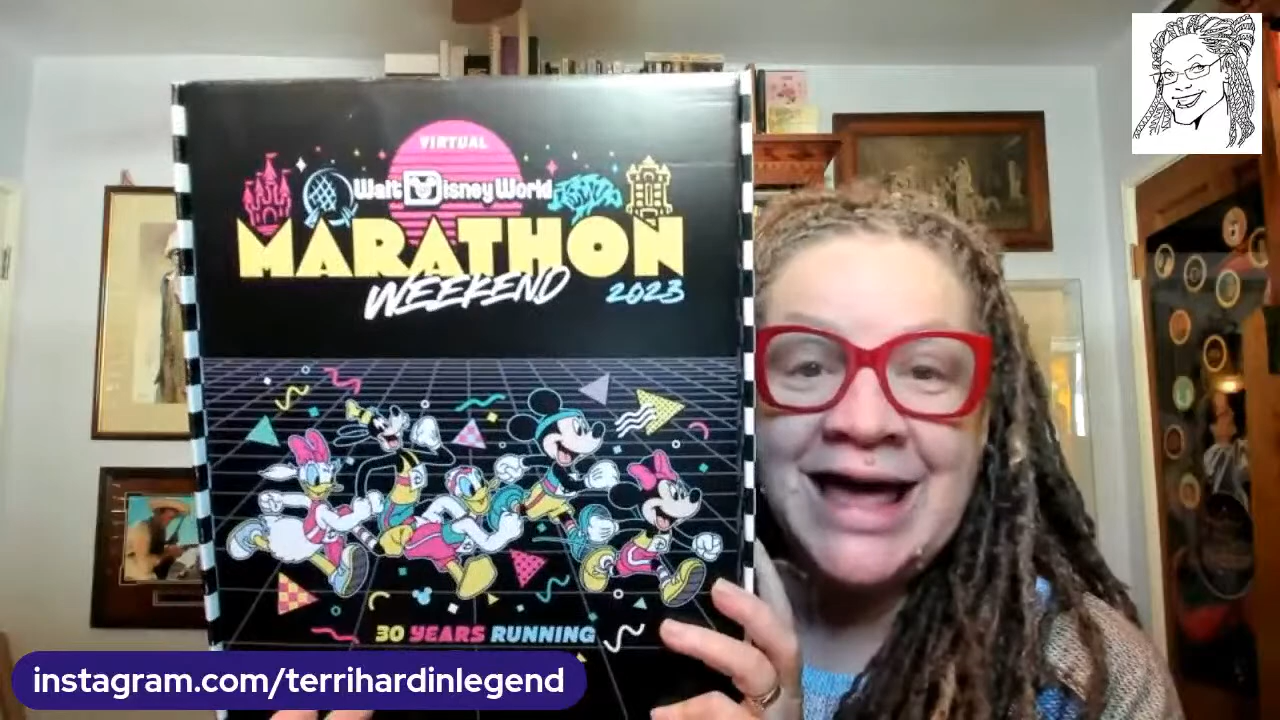 VIRTUAL
Walt Disney World
MARATHON
WEEKEND 2023
30 YEARS RUNNING
instagram.com/terrihardinlegend